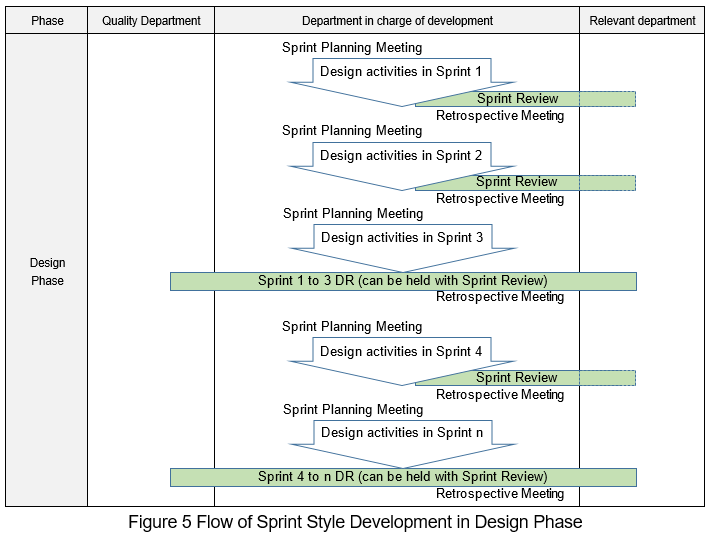 Phase
Quality Department
Department in charge of development
Relevant department
Design
Phase
Sprint Planning Meeting
Design activities in Sprint 1
Sprint Review
Retrospective Meeting
Sprint Planning Meeting
Design activities in Sprint 2
Sprint Review
Retrospective Meeting
Sprint Planning Meeting
Design activities in Sprint 3
Sprint 1 to 3 DR (can be held with Sprint Review)
Retrospective Meeting
Sprint Planning Meeting
Design activities in Sprint 4
Sprint Review
Retrospective Meeting
Sprint Planning Meeting
Design activities in Sprint n
Sprint 4 to n DR (can be held with Sprint Review)
Retrospective Meeting
Figure 5 Flow of Sprint Style Development in Design Phase